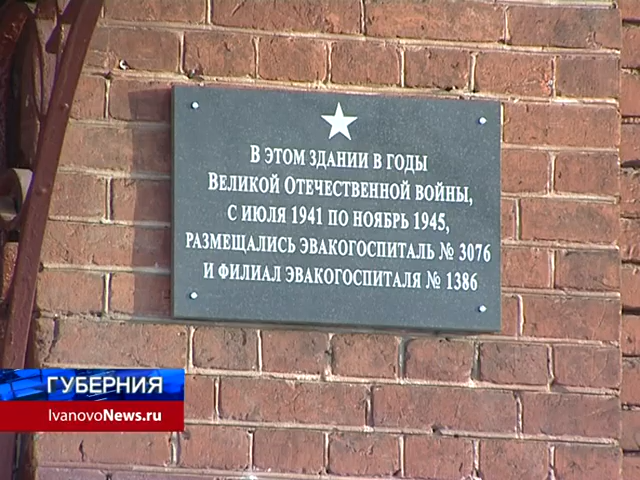 В ЭТОМ ЗДАНИИ В ГОДЫ
ВЕЛИКОЙ ОТЕЧЕСТВЕННОЙ ВОЙНЫ,
С ИЮЛЯ 1941 ПО НОЯБРЬ 1945,
РАЗМЕЩАЛИСЬ ЭВАКОГОСПИТАЛЬ № 3076
И ФИЛИАЛ ЭВАКОГОСПИТАЛЯ № 1386
ГУБЕРНИЯ
IvanovoNews.ru